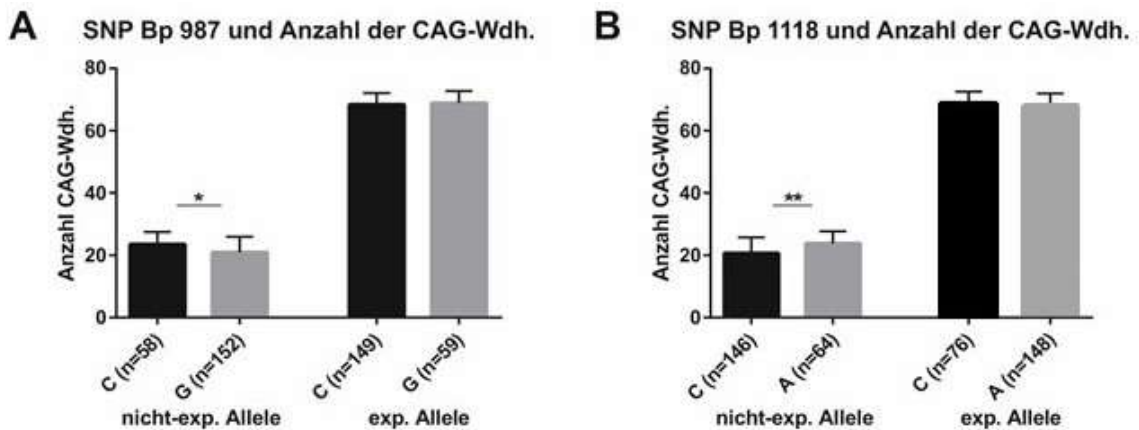 A
SNP Bp 987 und Anzahl der CAG-Wdh.
Anzahl CAG-Wdh.
80
60
40
20
0
*
C (n=58)
G (n=152)
C (n=149)
G (n=59)
nicht-exp. Allele
exp. Allele
B
SNP Bp 1118 und Anzahl der CAG-Wdh.
Anzahl CAG-Wdh.
80
60
40
20
0
**
C (n=146)
A (n=64)
C (n=76)
A (n=148)
nicht-exp. Allele
exp. Allele